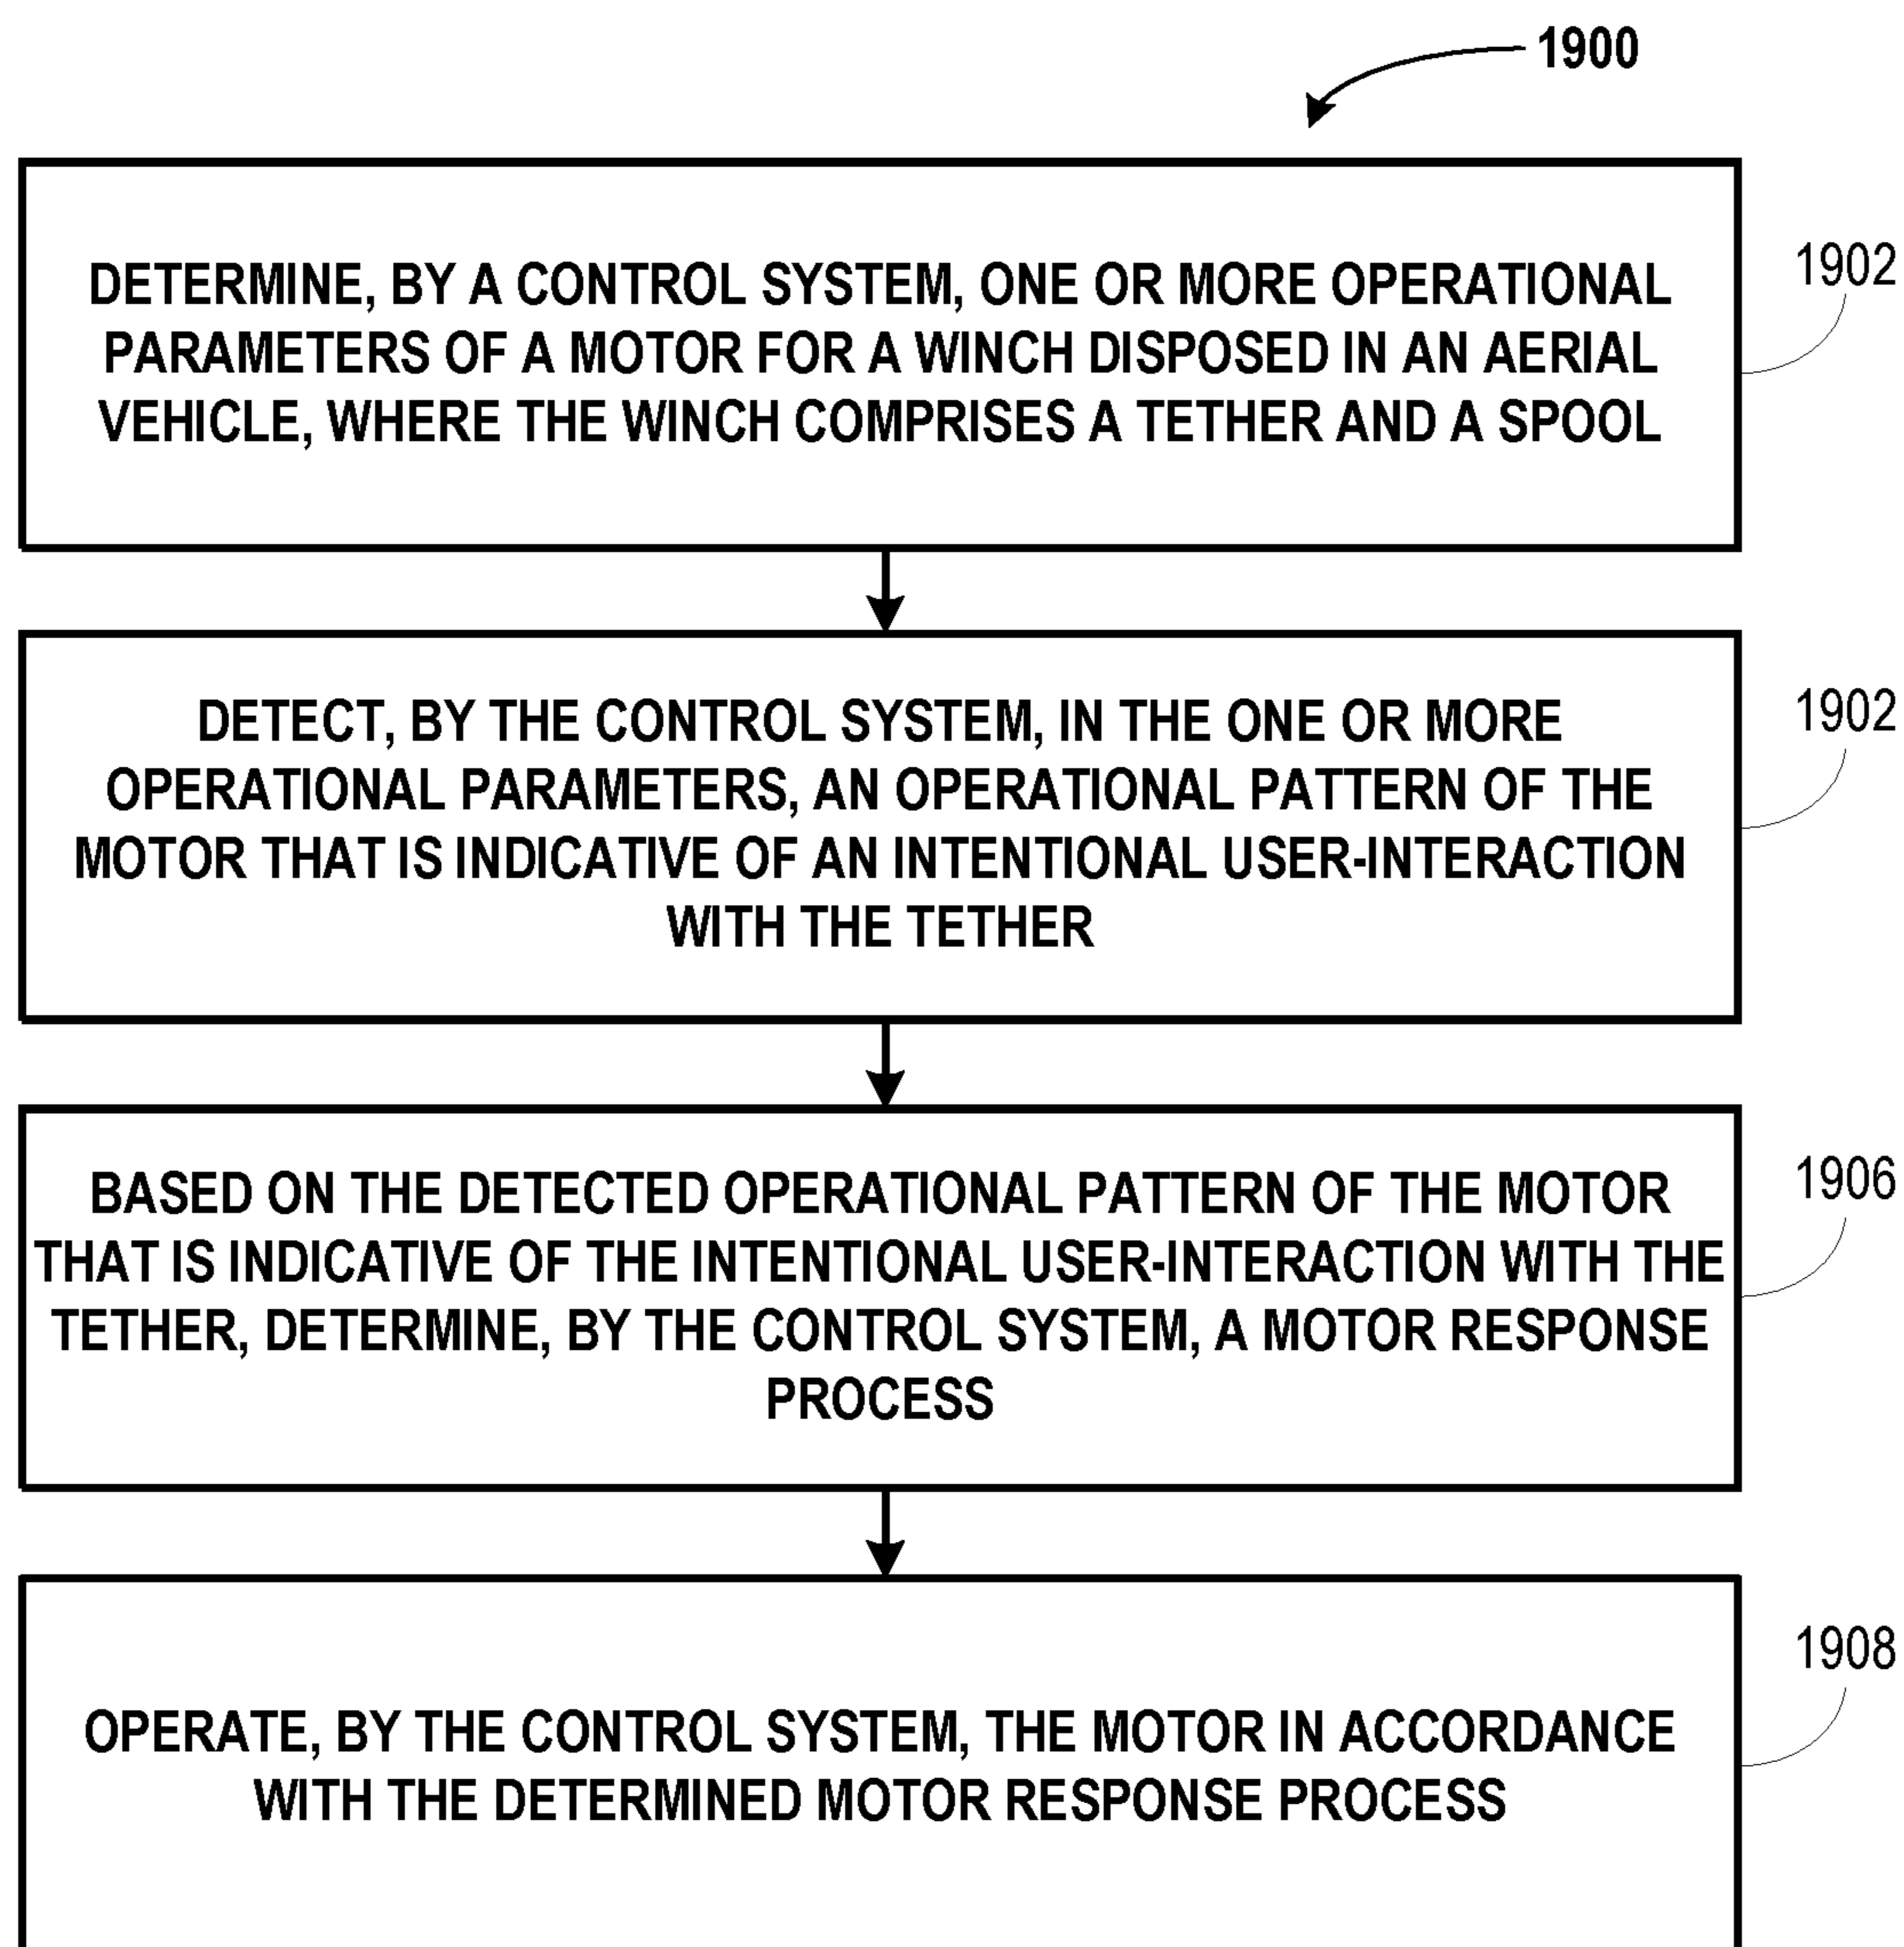 1900
DETERMINE, BY A CONTROL SYSTEM, ONE OR MORE OPERATIONAL
PARAMETERS OF A MOTOR FOR A WINCH DISPOSED IN AN AERIAL
VEHICLE, WHERE THE WINCH COMPRISES A TETHER AND A SPOOL
1902
DETECT, BY THE CONTROL SYSTEM, IN THE ONE OR MORE
OPERATIONAL PARAMETERS, AN OPERATIONAL PATTERN OF THE
MOTOR THAT IS INDICATIVE OF AN INTENTIONAL USER-INTERACTION
WITH THE TETHER
1902
BASED ON THE DETECTED OPERATIONAL PATTERN OF THE MOTOR
THAT IS INDICATIVE OF THE INTENTIONAL USER-INTERACTION WITH THE
TETHER, DETERMINE, BY THE CONTROL SYSTEM, A MOTOR RESPONSE
PROCESS
1906
OPERATE, BY THE CONTROL SYSTEM, THE MOTOR IN ACCORDANCE
WITH THE DETERMINED MOTOR RESPONSE PROCESS
1908